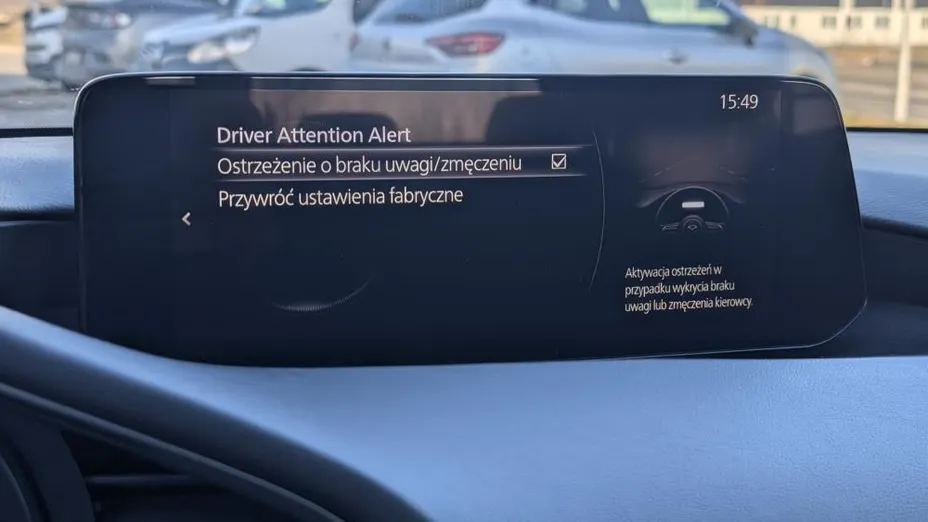 15:49
Driver Attention Alert
Ostrzeżenie o braku uwagi/zmęczeniu
Przywróć ustawienia fabryczne
Aktywacja ostrzeżeń w
przypadku wykrycia braku
uwagi lub zmęczenia kierowcy.